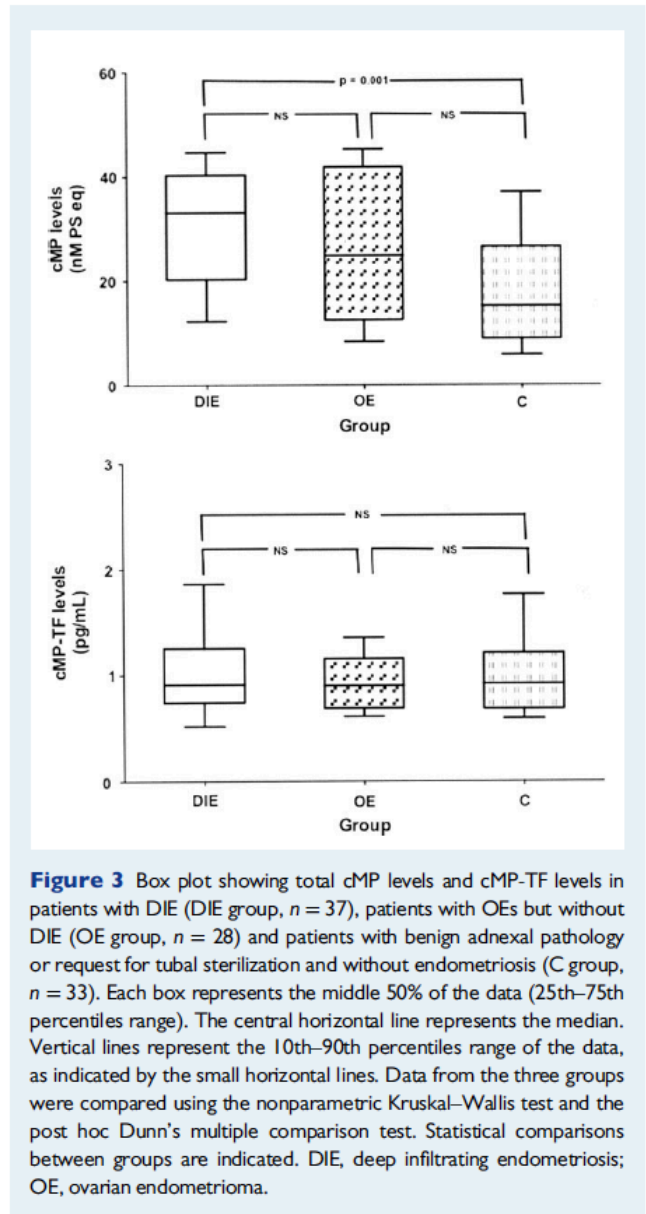 60
p = 0.001
NS
NS
40
cMP levels
(nM PS eq)
20
0
DIE
OE
C
Group
3
NS
NS
NS
2
cMP-TF levels
(pg/mL)
1
0
DIE
OE
C
Group
Figure 3 Box plot showing total cMP levels and cMP-TF levels in
patients with DIE (DIE group, n = 37), patients with OEs but without
DIE (OE group, n = 28) and patients with benign adnexal pathology
or request for tubal sterilization and without endometriosis (C group,
n = 33). Each box represents the middle 50% of the data (25th–75th
percentiles range). The central horizontal line represents the median.
Vertical lines represent the 10th–90th percentiles range of the data,
as indicated by the small horizontal lines. Data from the three groups
were compared using the nonparametric Kruskal–Wallis test and the
post hoc Dunn's multiple comparison test. Statistical comparisons
between groups are indicated. DIE, deep infiltrating endometriosis;
OE, ovarian endometrioma.